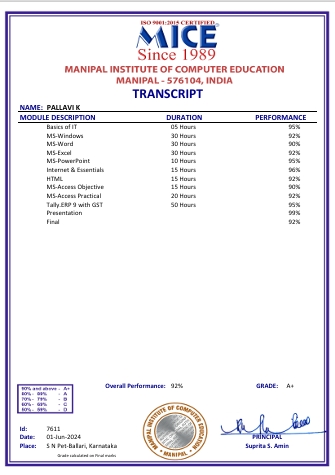 ISO 9001:2015 CERTIFIED
MICE
Since 1989
MANIPAL INSTITUTE OF COMPUTER EDUCATION
MANIPAL - 576104, INDIA
TRANSCRIPT
NAME: PALLAVI K
MODULE DESCRIPTION DURATION PERFORMANCE
Basics of IT 05 Hours 95%
MS-Windows 30 Hours 92%
MS-Word 30 Hours 90%
MS-Excel 30 Hours 92%
MS-PowerPoint 10 Hours 95%
Internet & Essentials 15 Hours 96%
HTML 15 Hours 92%
MS-Access Objective 15 Hours 90%
MS-Access Practical 20 Hours 92%
Tally.ERP 9 with GST 50 Hours 95%
Presentation 99%
Final 92%
90% and above - A+
80% - 89% - A
70% - 79% - B
60% - 69% - C
50% - 59% - D
Overall Performance: 92% GRADE: A+
Id: 7611
Date: 01-Jun-2024
Place: S N Pet-Ballari, Karnataka
Grade calculated on Final marks
MANIPAL INSTITUTE OF COMPUTER EDUCATION
• MANIPAL •
PRINCIPAL
Suprita S. Amin